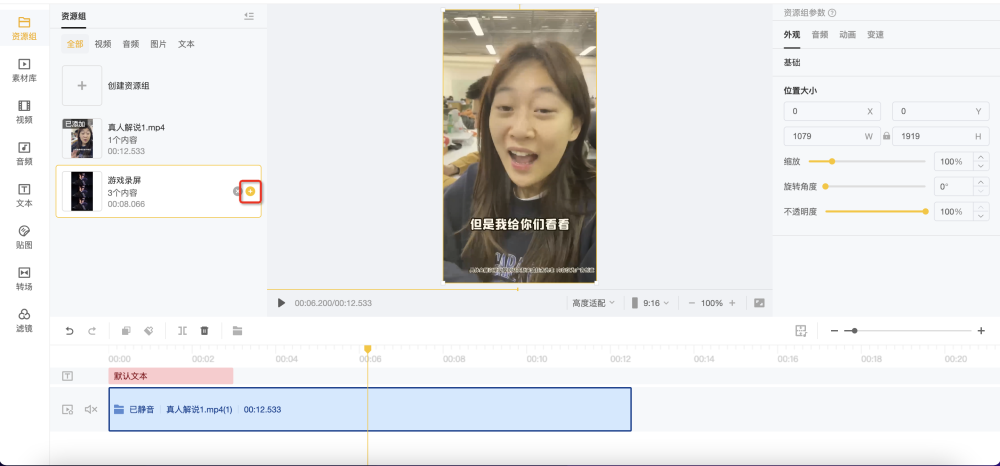 资源组
素材库
视频
音频
文本
贴图
转场
滤镜
资源组
全部 视频 音频 图片 文本
创建资源组
已添加
真人解说1.mp4
1个内容
00:12.533
游戏录屏
3个内容
00:08.066
但是我给你们看看
00:06.200/00:12.533
高度适配
9:16
100%
资源组参数
外观 音频 动画 变速
基础
位置大小
0 X 0 Y
1079 W 1919 H
缩放 100%
旋转角度 0°
不透明度 100%
00:00 00:02 00:04 00:06 00:08 00:10 00:12 00:14 00:16 00:18 00:20
默认文本
已静音 真人解说1.mp4(1) 00:12.533